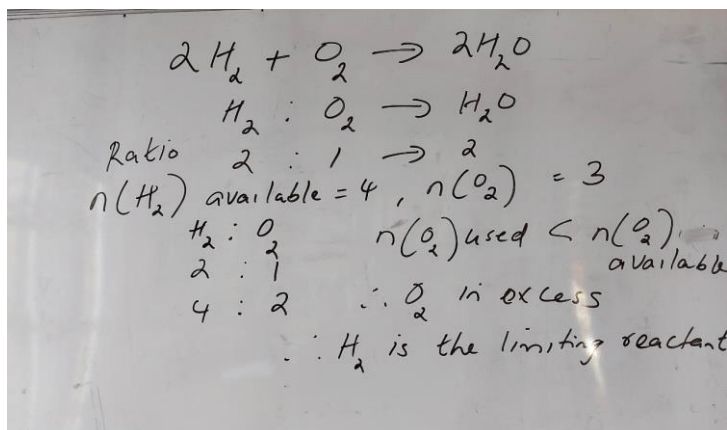 2H₂ + O₂ → 2H₂O
H₂ : O₂ → H₂O
Ratio 2 : 1 → 2
n(H₂) available = 4, n(O₂) = 3
H₂ : O₂ n(O₂) used < n(O₂) available
2 : 1
4 : 2 ∴ O₂ in excess
∴ H₂ is the limiting reactant